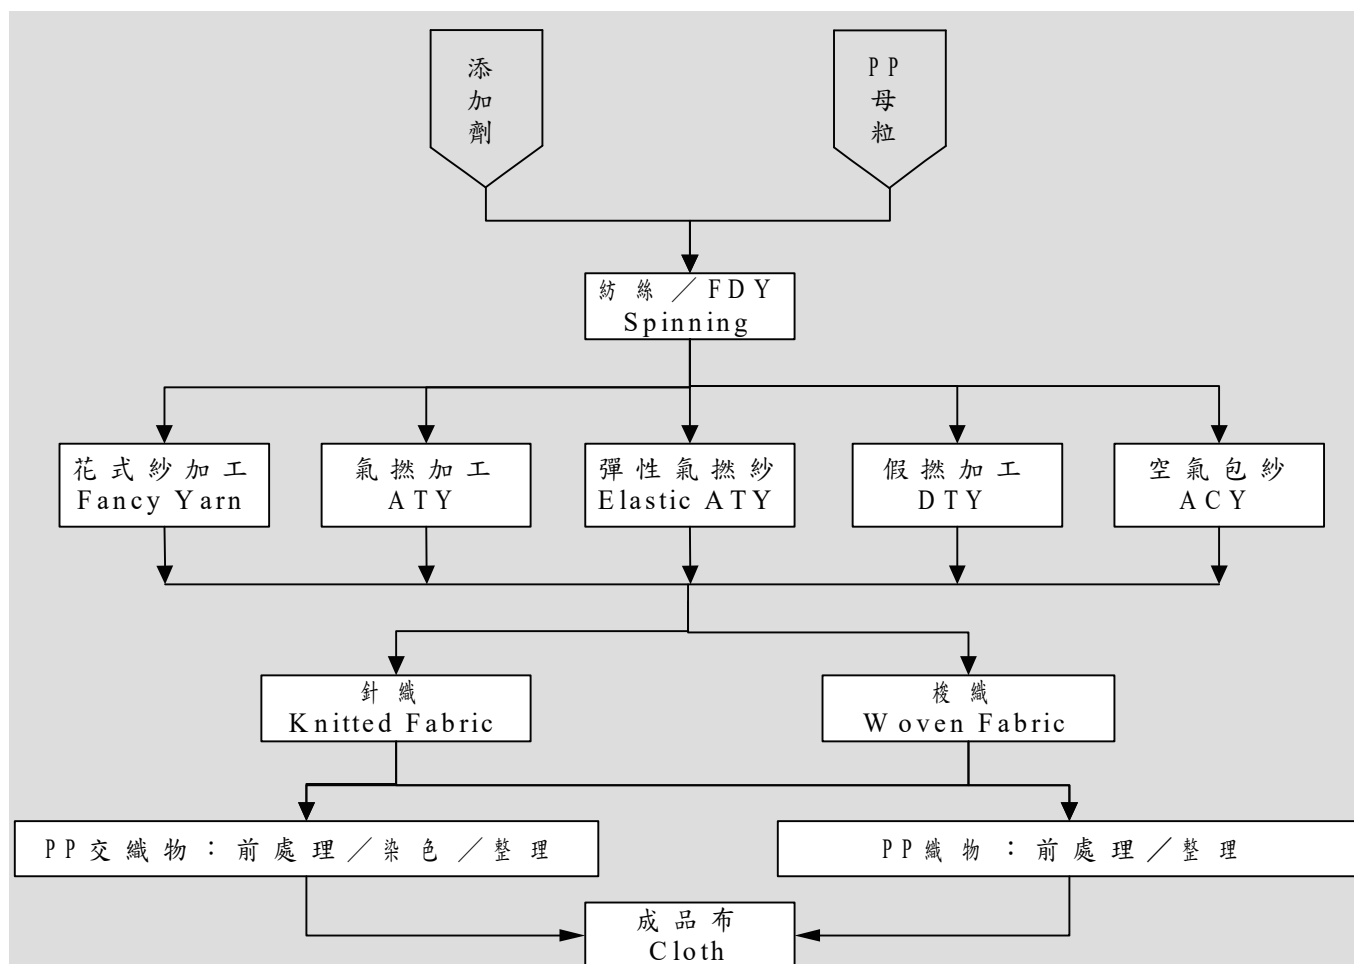 添加劑
PP母粒
紡絲／FDY
Spinning
花式紗加工
Fancy Yarn
氣撚加工
ATY
彈性氣撚紗
Elastic ATY
假撚加工
DTY
空氣包紗
ACY
針織
Knitted Fabric
梭織
Woven Fabric
PP交織物：前處理／染色／整理
PP織物：前處理／整理
成品布
Cloth